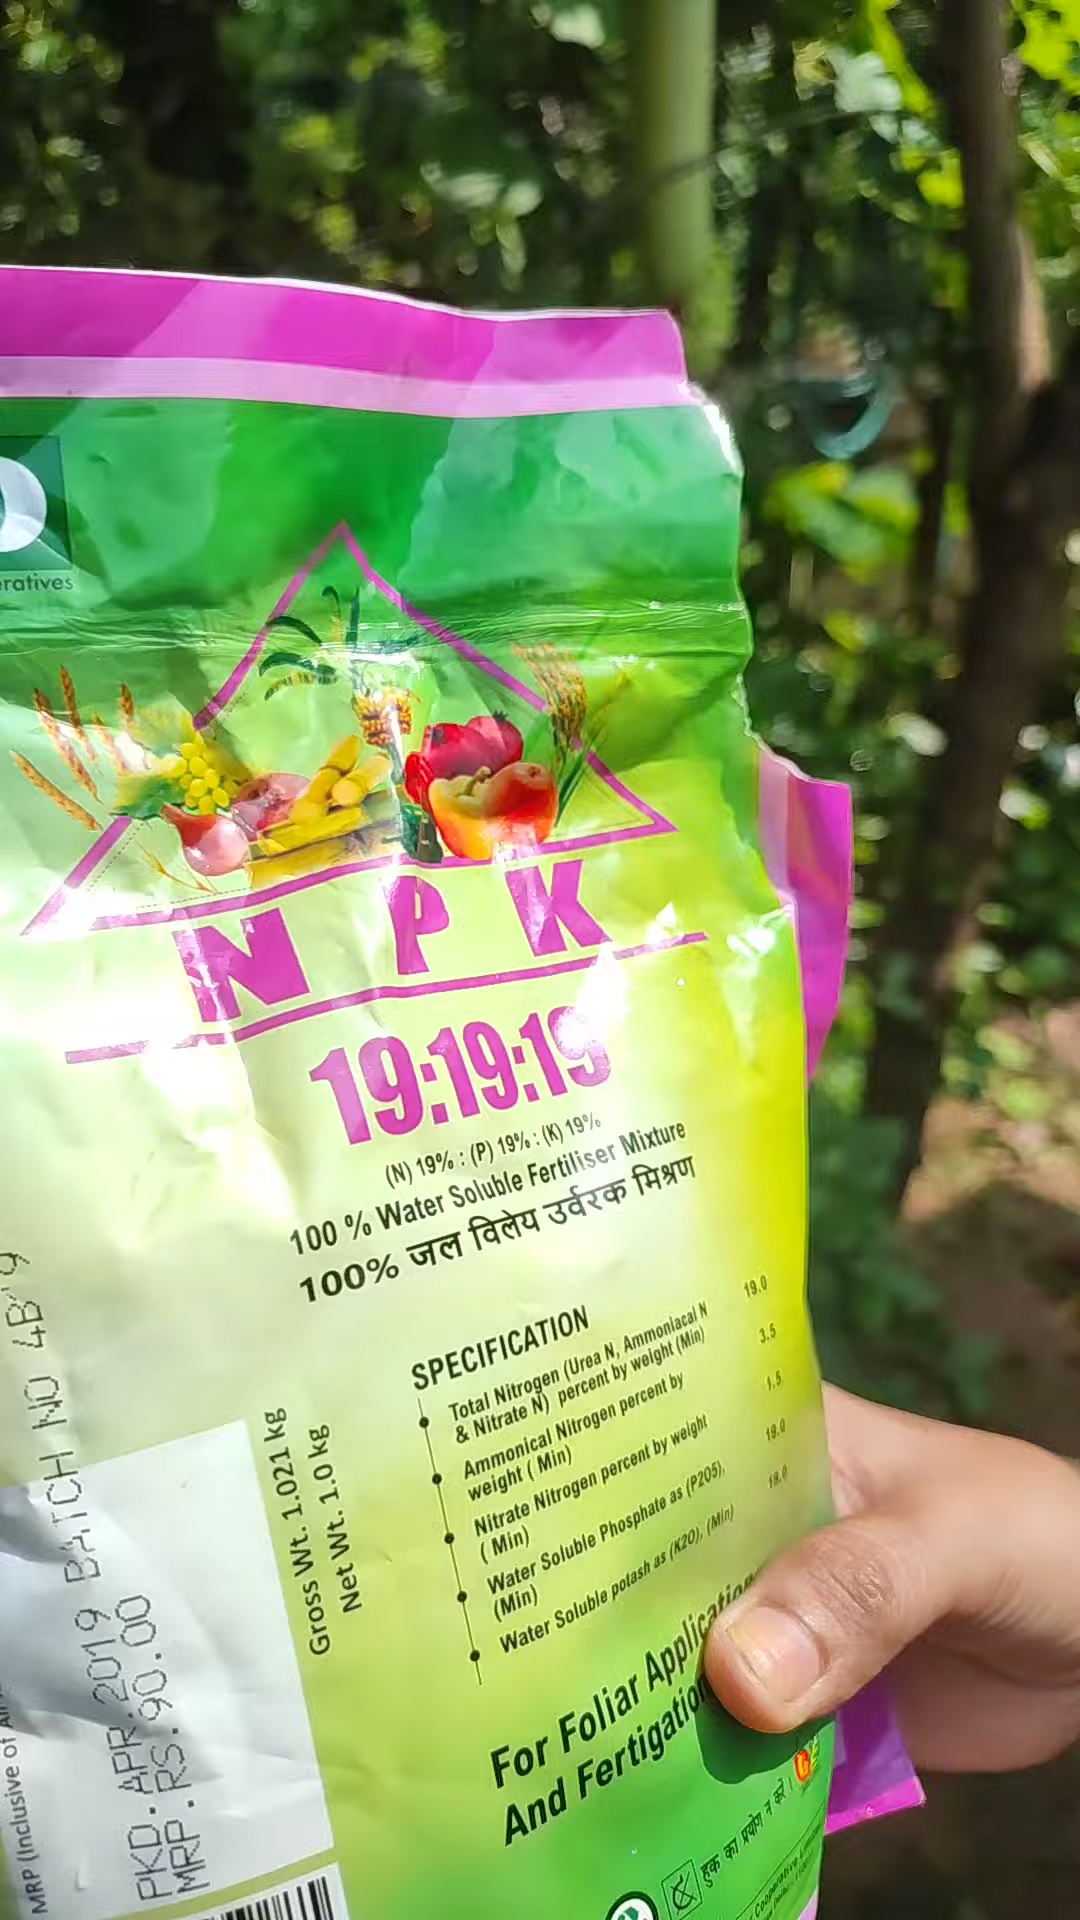 eratives
N P K
19:19:19
(N) 19% : (P) 19% : (K) 19%
100 % Water Soluble Fertiliser Mixture
100% जल विलेय उर्वरक मिश्रण
SPECIFICATION
Total Nitrogen (Urea N, Ammoniacal N 19.0
& Nitrate N) percent by weight (Min)
Ammonical Nitrogen percent by 3.5
weight ( Min)
Nitrate Nitrogen percent by weight 1.5
( Min)
Water Soluble Phosphate as (P2O5), 19.0
(Min)
Water Soluble potash as (K2O), (Min) 19.0
For Foliar Application
And Fertigation
हुक का प्रयोग न करें।
Cooperative
Gross Wt. 1.021 kg
Net Wt. 1.0 kg
BATCH NO 4B'9
PKD. APR.2019
MRP.RS.90.00
MRP (Inclusive of All